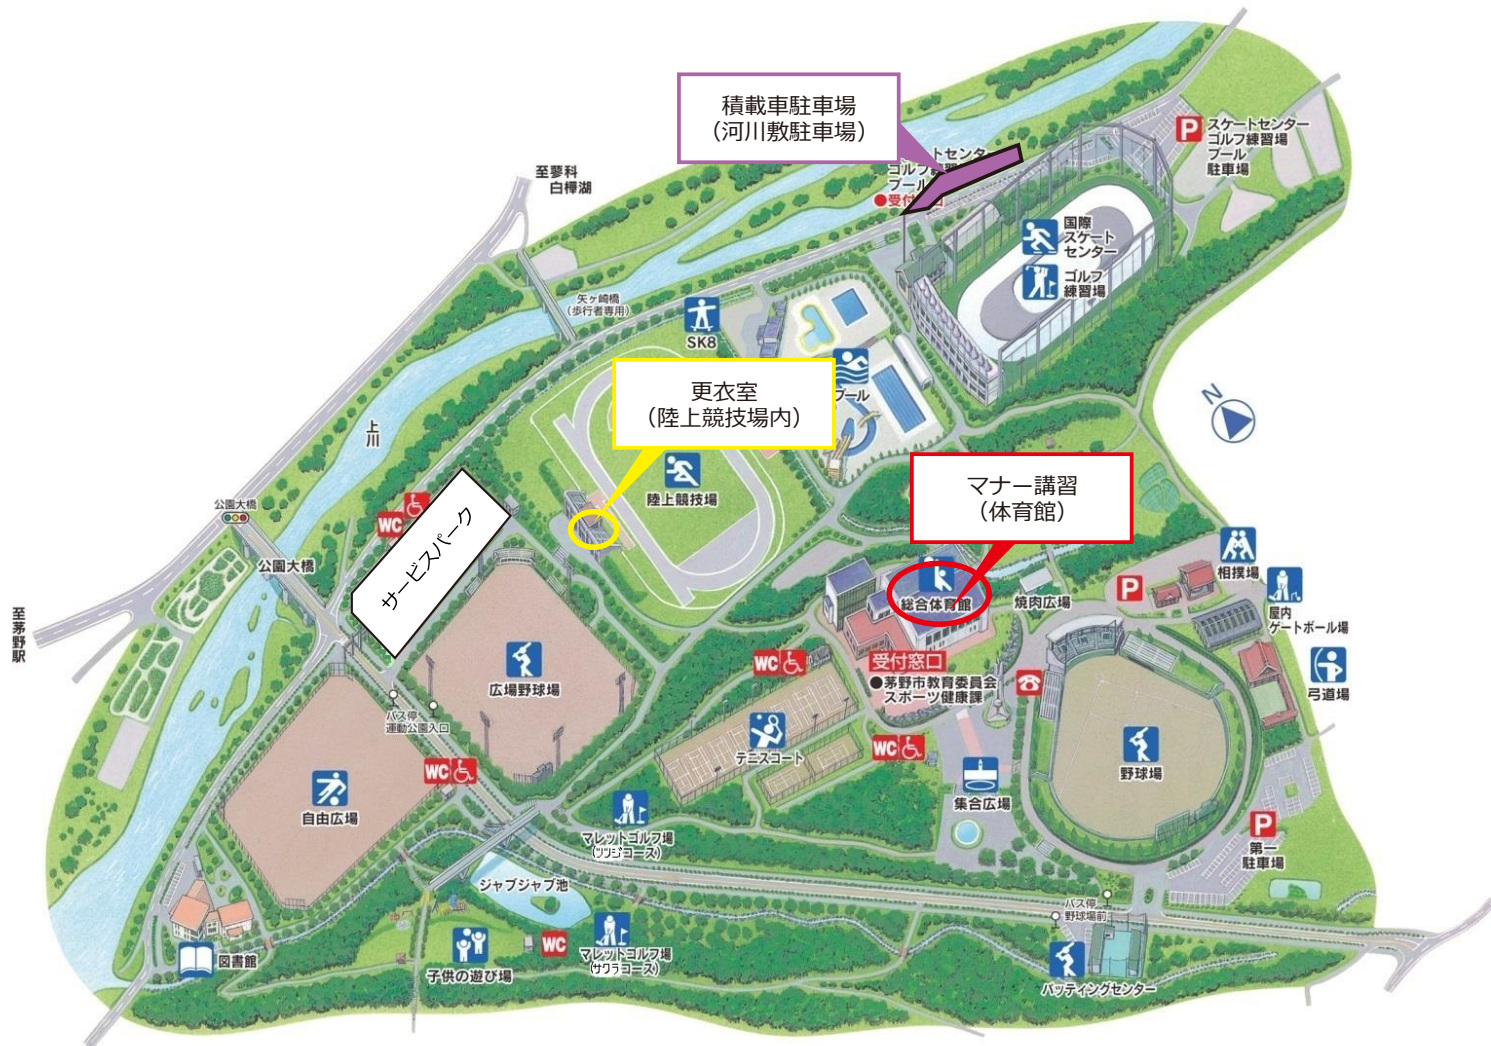 積載車駐車場
（河川敷駐車場）
スケートセンター
ゴルフ練習場
プール
駐車場
P
トセンタ
ゴルフ
プール
●受付
至蓼科
白樺湖
国際
スケート
センター
ゴルフ
練習場
矢ヶ崎橋
（歩行者専用）
SK8
更衣室
（陸上競技場内）
プール
N
上川
陸上競技場
マナー講習
（体育館）
公園大橋
WC
サービスパーク
公園大橋
総合体育館
焼肉広場
P
相撲場
屋内
ゲートボール場
至茅野駅
受付窓口
●茅野市教育委員会
スポーツ健康課
WC
弓道場
広場野球場
バス停
運動公園入口
テニスコート
WC
野球場
WC
自由広場
集合広場
マレットゴルフ場
(ツツジコース)
P
第一
駐車場
ジャブジャブ池
バス停
野球場前
図書館
子供の遊び場
WC
マレットゴルフ場
(サクラコース)
バッティングセンター